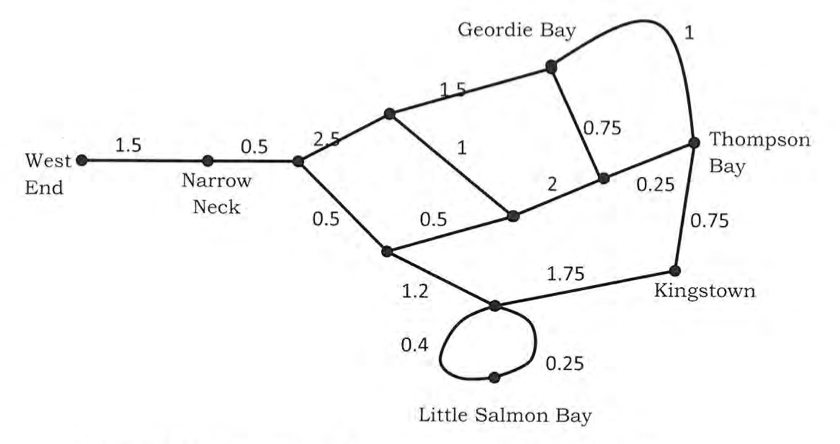 Geordie Bay
1
1.5
2.5
1.5
0.5
0.75
1
West
End
Thompson
Bay
Narrow
Neck
2
0.25
0.5
0.5
0.75
1.75
1.2
Kingstown
0.4
0.25
Little Salmon Bay